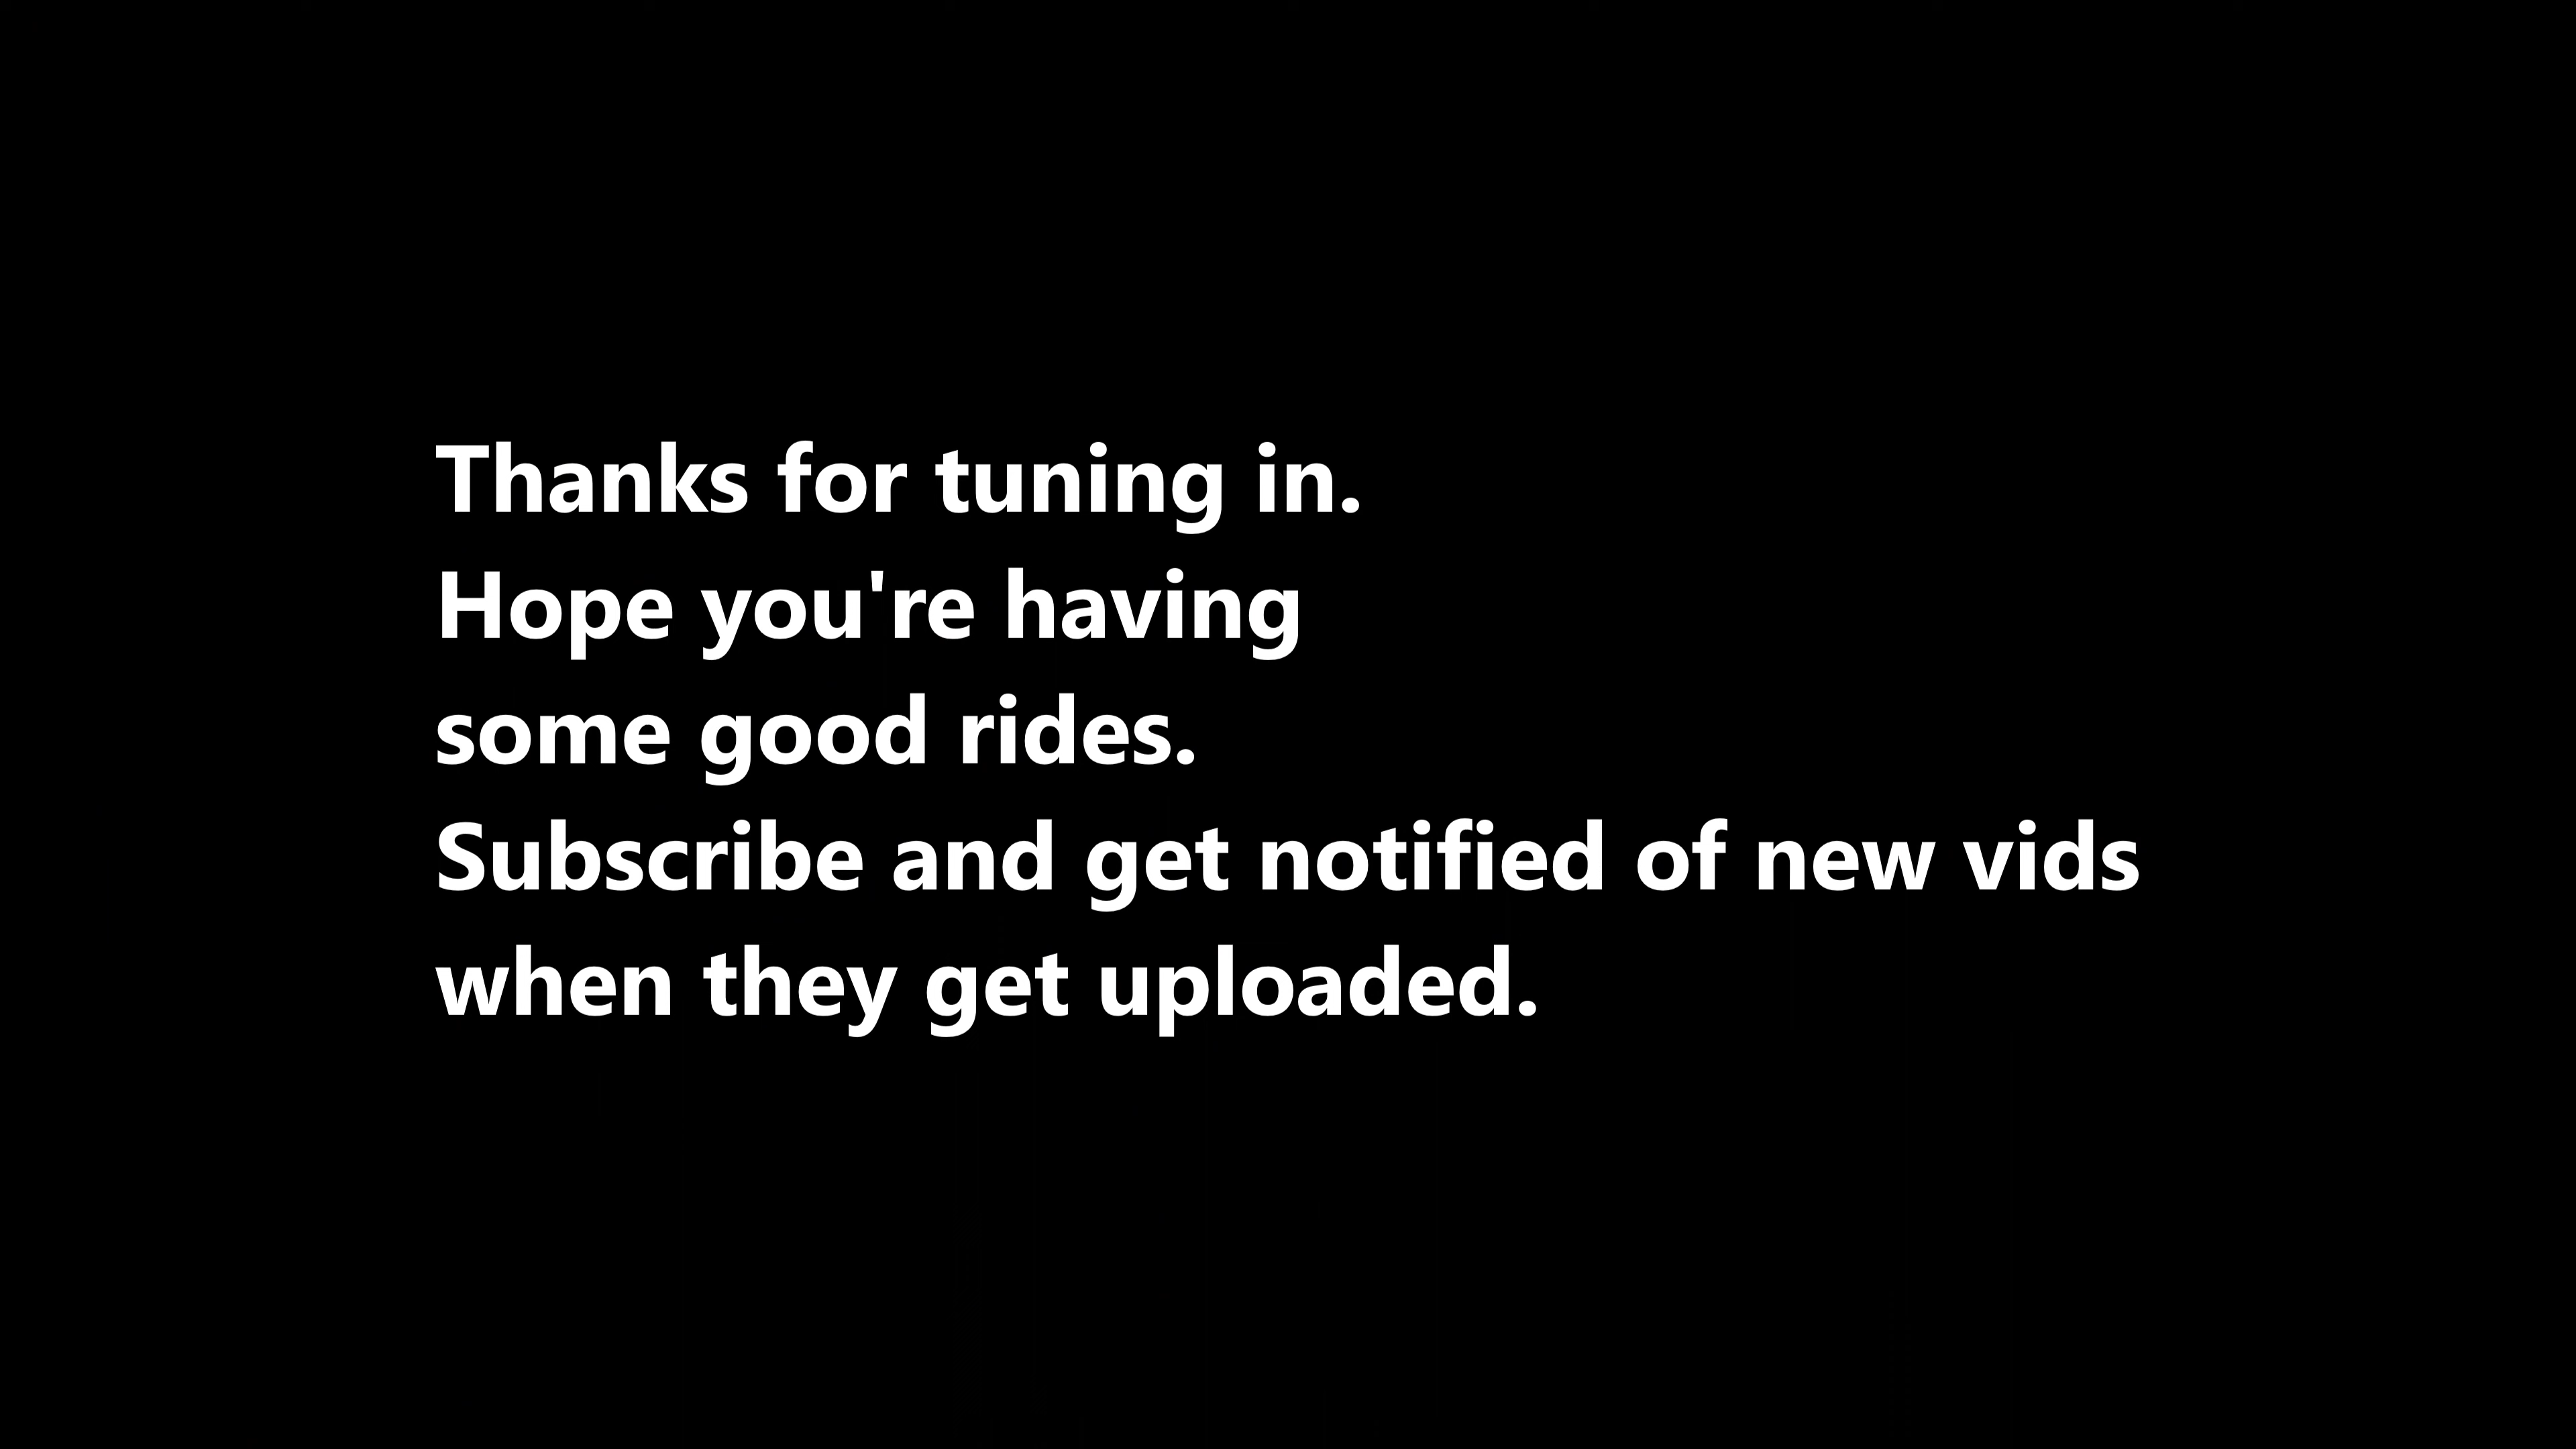 Thanks for tuning in.
Hope you're having
some good rides.
Subscribe and get notified of new vids
when they get uploaded.